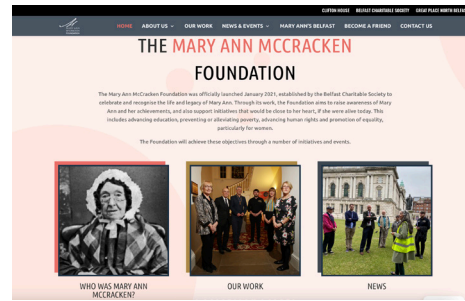 CLIFTON HOUSE BELFAST CHARITABLE SOCIETY GREAT PLACE NORTH BELFAST
HOME ABOUT US OUR WORK NEWS & EVENTS MARY ANN'S BELFAST BECOME A FRIEND CONTACT US
THE MARY ANN MCCRACKEN
FOUNDATION
The Mary Ann McCracken Foundation was officially launched January 2021, established by the Belfast Charitable Society to
celebrate and recognise the life and legacy of Mary Ann. Through its work, the Foundation aims to raise awareness of Mary
Ann and her achievements, and also support initiatives that would be close to her heart, if she were alive today. This
includes advancing education, preventing or alleviating poverty, advancing human rights and promotion of equality,
particularly for women.
The Foundation will achieve these objectives through a number of initiatives and events.
WHO WAS MARY ANN
MCCRACKEN?
OUR WORK
NEWS